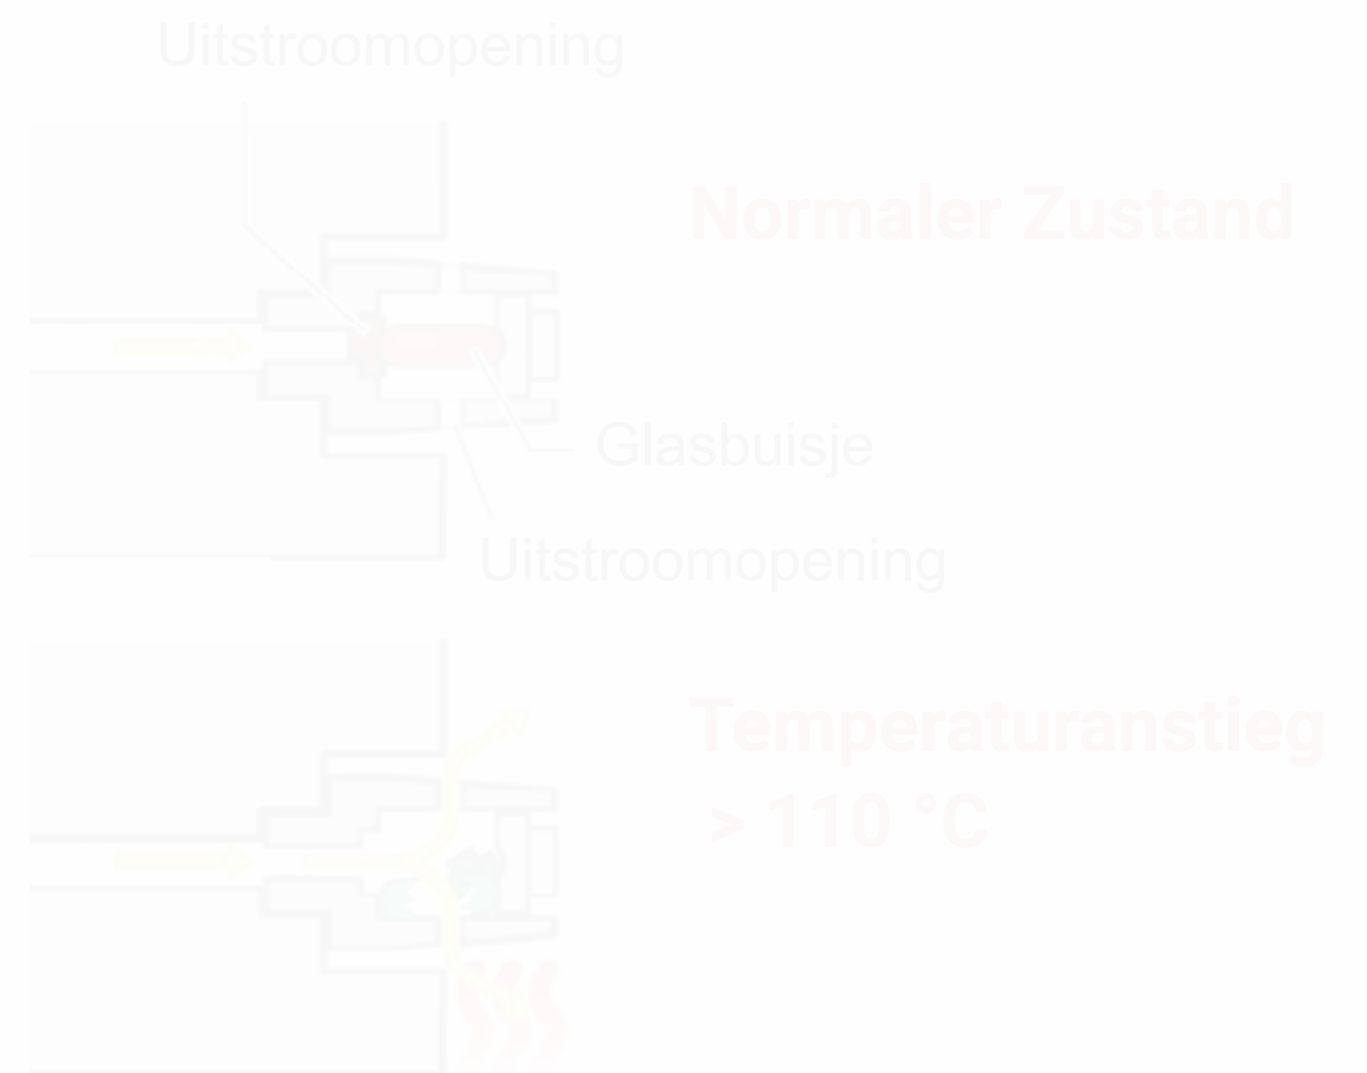 Uitstroomopening
Normaler Zustand
Glasbuisje
Uitstroomopening
Temperaturanstieg
> 110 °C